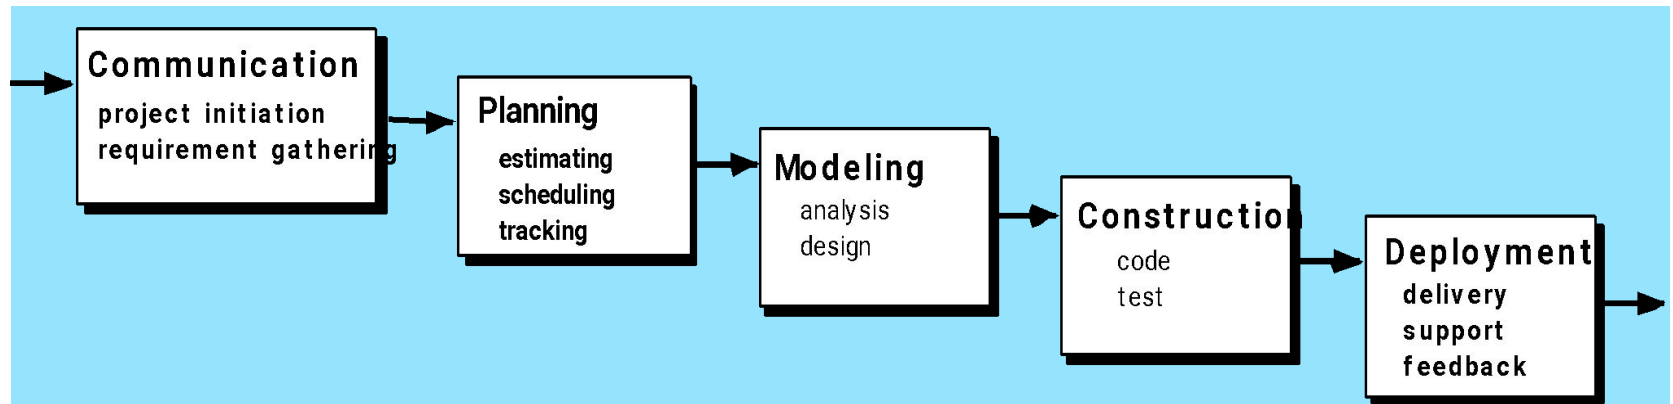 Communication
project initiation
requirement gathering
Planning
estimating
scheduling
tracking
Modeling
analysis
design
Construction
code
test
Deployment
delivery
support
feedback